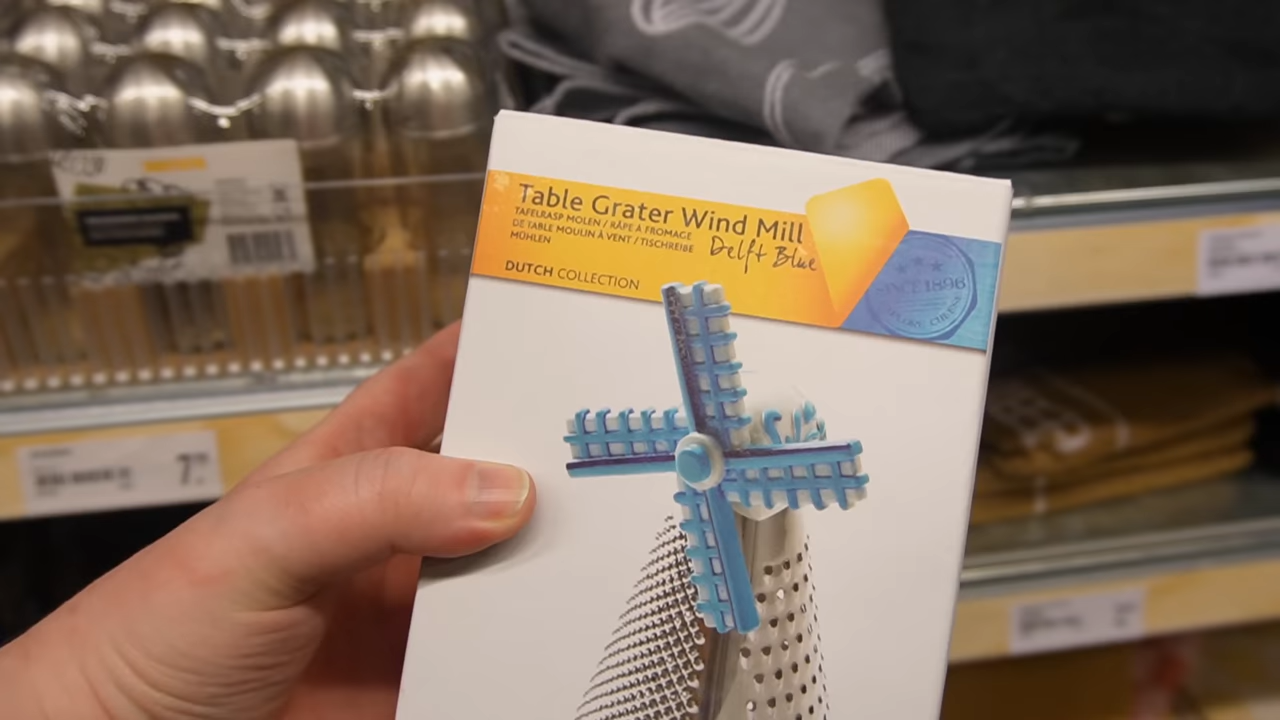 Table Grater Wind Mill
TAFELRASP MOLEN / RÂPE À FROMAGE
DE TABLE MOULIN À VENT / TISCHREIBE
MÜHLEN
Delft Blue
DUTCH COLLECTION
SINCE 1896
7